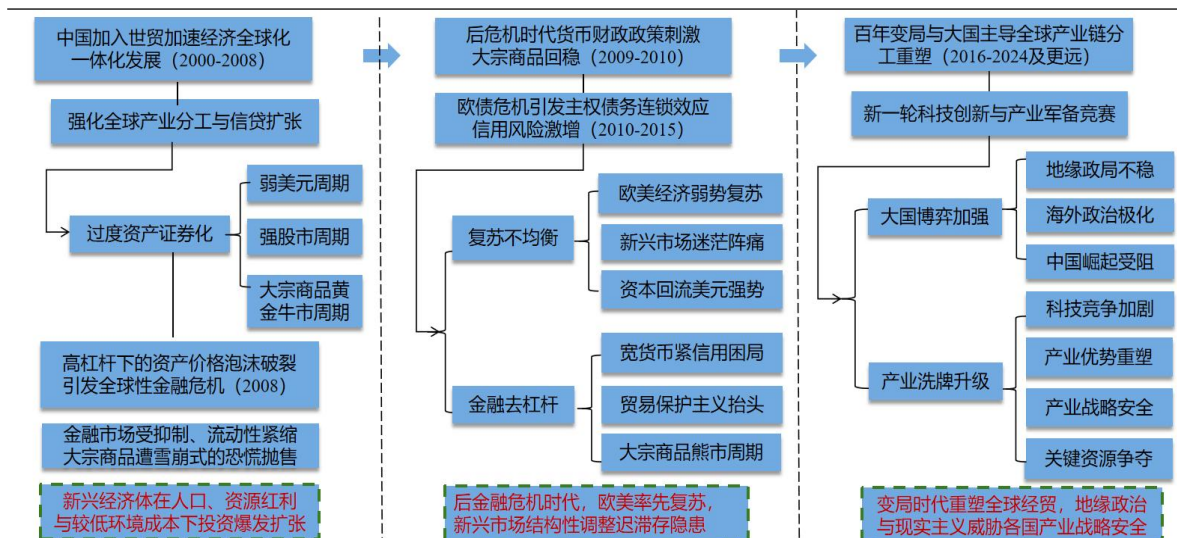 中国加入世贸加速经济全球化
一体化发展（2000-2008）
强化全球产业分工与信贷扩张
过度资产证券化
弱美元周期
强股市周期
大宗商品黄
金牛市周期
高杠杆下的资产价格泡沫破裂
引发全球性金融危机（2008）
金融市场受抑制、流动性紧缩
大宗商品遭雪崩式的恐慌抛售
新兴经济体在人口、资源红利
与较低环境成本下投资爆发扩张
后危机时代货币财政政策刺激
大宗商品回稳（2009-2010）
欧债危机引发主权债务连锁效应
信用风险激增（2010-2015）
复苏不均衡
欧美经济弱势复苏
新兴市场迷茫阵痛
资本回流美元强势
金融去杠杆
宽货币紧信用困局
贸易保护主义抬头
大宗商品熊市周期
后金融危机时代，欧美率先复苏，
新兴市场结构性调整迟滞存隐患
百年变局与大国主导全球产业链分
工重塑（2016-2024及更远）
新一轮科技创新与产业军备竞赛
大国博弈加强
地缘政局不稳
海外政治极化
中国崛起受阻
产业洗牌升级
科技竞争加剧
产业优势重塑
产业战略安全
关键资源争夺
变局时代重塑全球经贸，地缘政治
与现实主义威胁各国产业战略安全